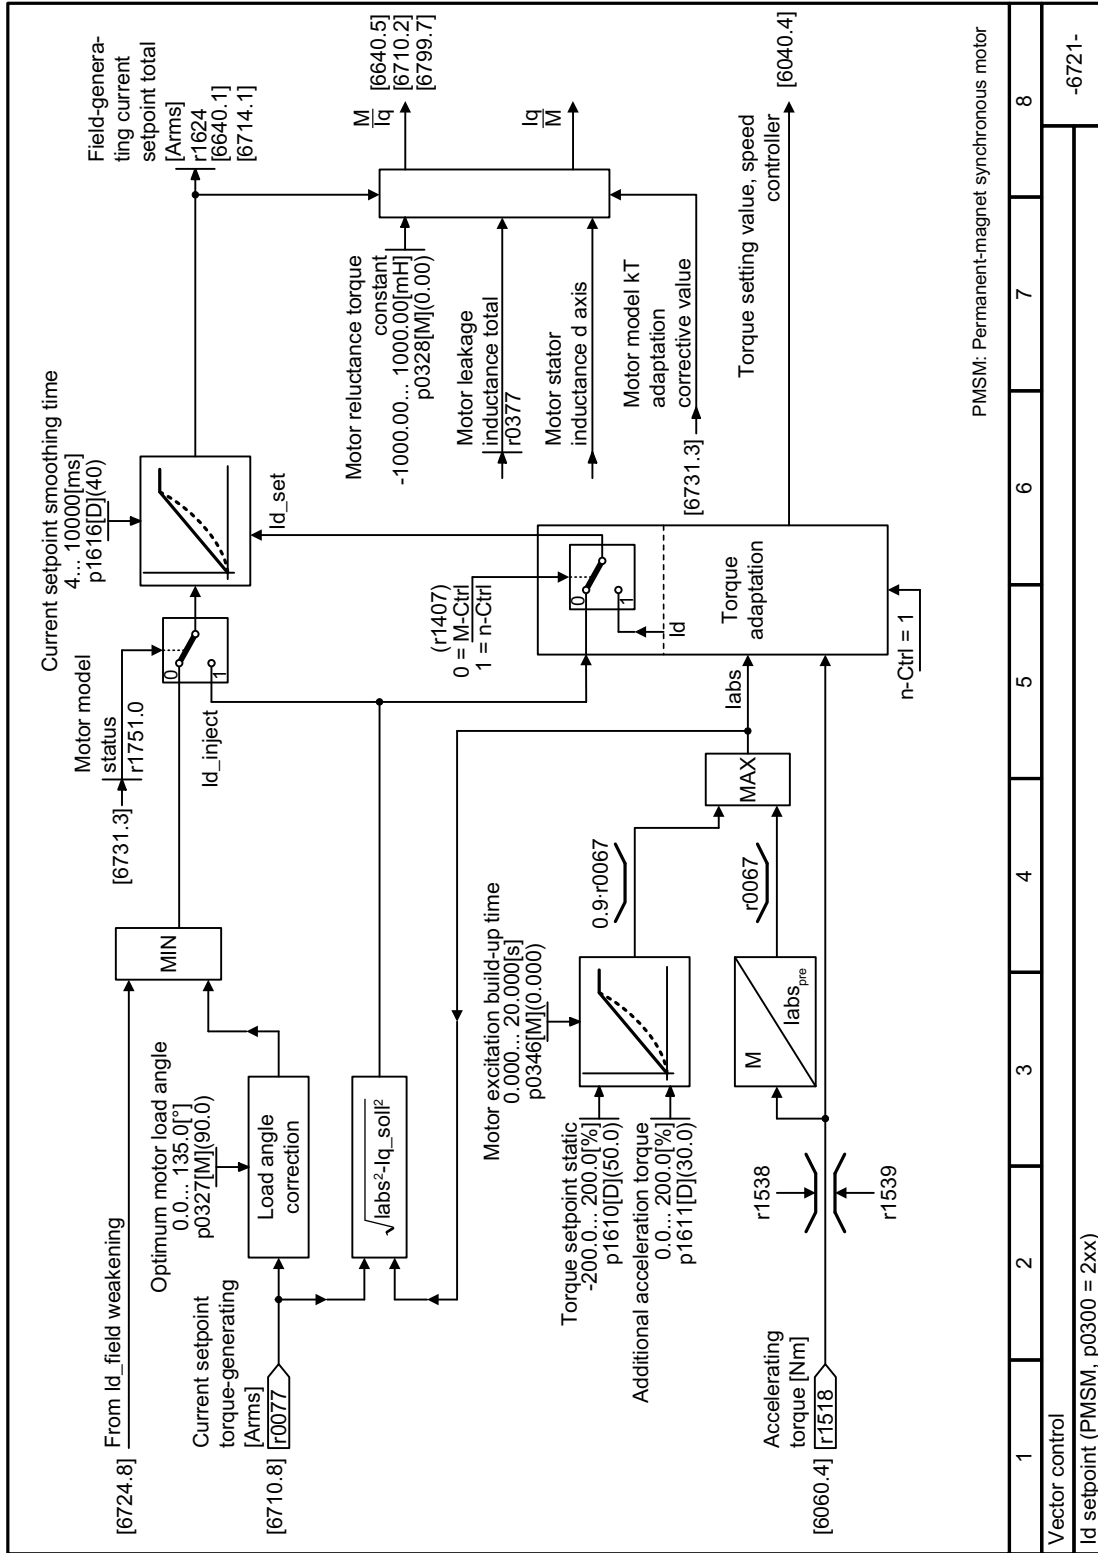 [6724.8]
From Id_field weakening
Optimum motor load angle
0.0... 135.0[°]
p0327[M](90.0)
Load angle
correction
MIN
[6731.3]
Motor model
status
r1751.0
0
1
Id_inject
Current setpoint smoothing time
4... 10000[ms]
p1616[D](40)
Id_set
Field-genera-
ting current
setpoint total
[Arms]
r1624
[6640.1]
[6714.1]
[6710.8]
Current setpoint
torque-generating
[Arms]
r0077
√Iabs²-Iq_soll²
Motor reluctance torque
constant
-1000.00... 1000.00[mH]
p0328[M](0.00)
Motor leakage
inductance total
r0377
Motor stator
inductance d axis
Motor model kT
adaptation
corrective value
[6731.3]
M
Iq
[6640.5]
[6710.2]
[6799.7]
Iq
M
Motor excitation build-up time
0.000... 20.000[s]
p0346[M](0.000)
Torque setpoint static
-200.0... 200.0[%]
p1610[D](50.0)
Additional acceleration torque
0.0... 200.0[%]
p1611[D](30.0)
0.9·r0067
r0067
MAX
Iabs
(r1407)
0 = M-Ctrl
1 = n-Ctrl
0
1
Id
Torque
adaptation
n-Ctrl = 1
Torque setting value, speed
controller
[6040.4]
M
Iabspre
r1538
r1539
[6060.4]
Accelerating
torque [Nm]
r1518
PMSM: Permanent-magnet synchronous motor
1
2
3
4
5
6
7
8
Vector control
-6721-
Id setpoint (PMSM, p0300 = 2xx)